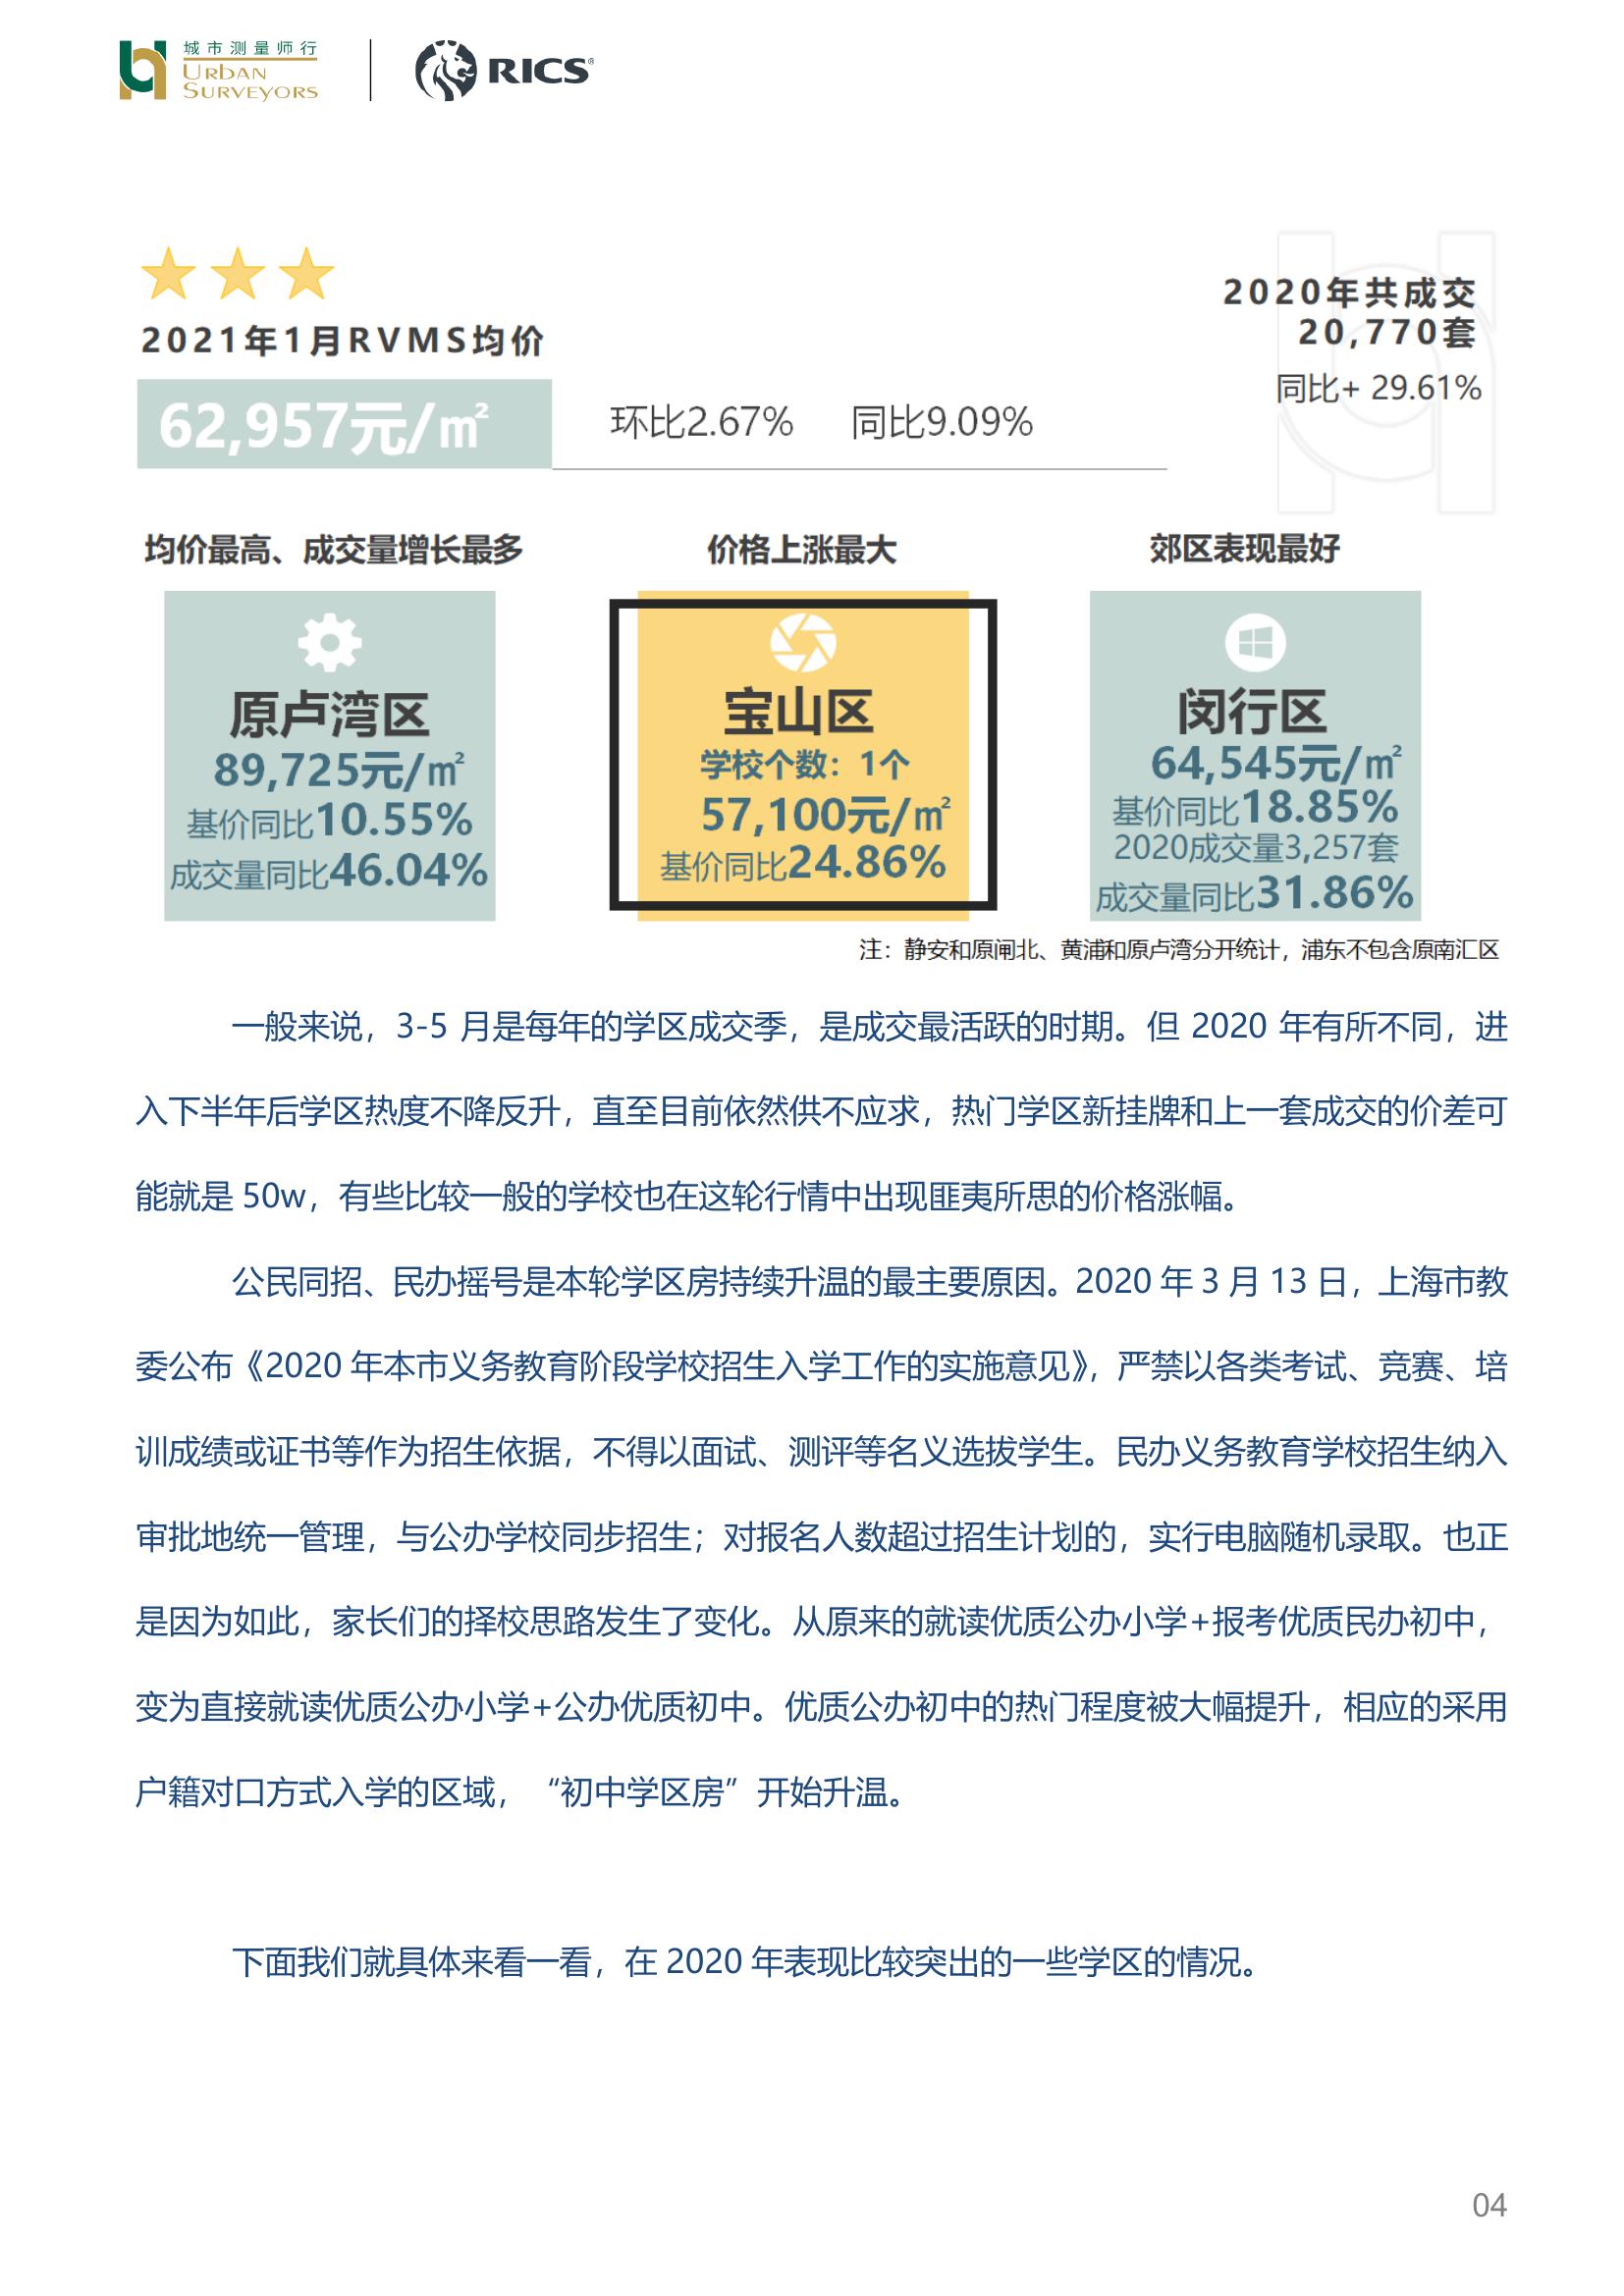 城市测量师行
URBAN
SURVEYORS
RICS®
2021年1月RVMS均价
62,957元/㎡
环比2.67% 同比9.09%
2020年共成交
20,770套
同比+ 29.61%
均价最高、成交量增长最多
原卢湾区
89,725元/㎡
基价同比10.55%
成交量同比46.04%
价格上涨最大
宝山区
学校个数：1个
57,100元/㎡
基价同比24.86%
郊区表现最好
闵行区
64,545元/㎡
基价同比18.85%
2020成交量3,257套
成交量同比31.86%
注：静安和原闸北、黄浦和原卢湾分开统计，浦东不包含原南汇区
一般来说，3-5 月是每年的学区成交季，是成交最活跃的时期。但 2020 年有所不同，进
入下半年后学区热度不降反升，直至目前依然供不应求，热门学区新挂牌和上一套成交的价差可
能就是 50w，有些比较一般的学校也在这轮行情中出现匪夷所思的价格涨幅。
公民同招、民办摇号是本轮学区房持续升温的最主要原因。2020 年 3 月 13 日，上海市教
委公布《2020 年本市义务教育阶段学校招生入学工作的实施意见》，严禁以各类考试、竞赛、培
训成绩或证书等作为招生依据，不得以面试、测评等名义选拔学生。民办义务教育学校招生纳入
审批地统一管理，与公办学校同步招生；对报名人数超过招生计划的，实行电脑随机录取。也正
是因为如此，家长们的择校思路发生了变化。从原来的就读优质公办小学+报考优质民办初中，
变为直接就读优质公办小学+公办优质初中。优质公办初中的热门程度被大幅提升，相应的采用
户籍对口方式入学的区域，“初中学区房”开始升温。
下面我们就具体来看一看，在 2020 年表现比较突出的一些学区的情况。
04